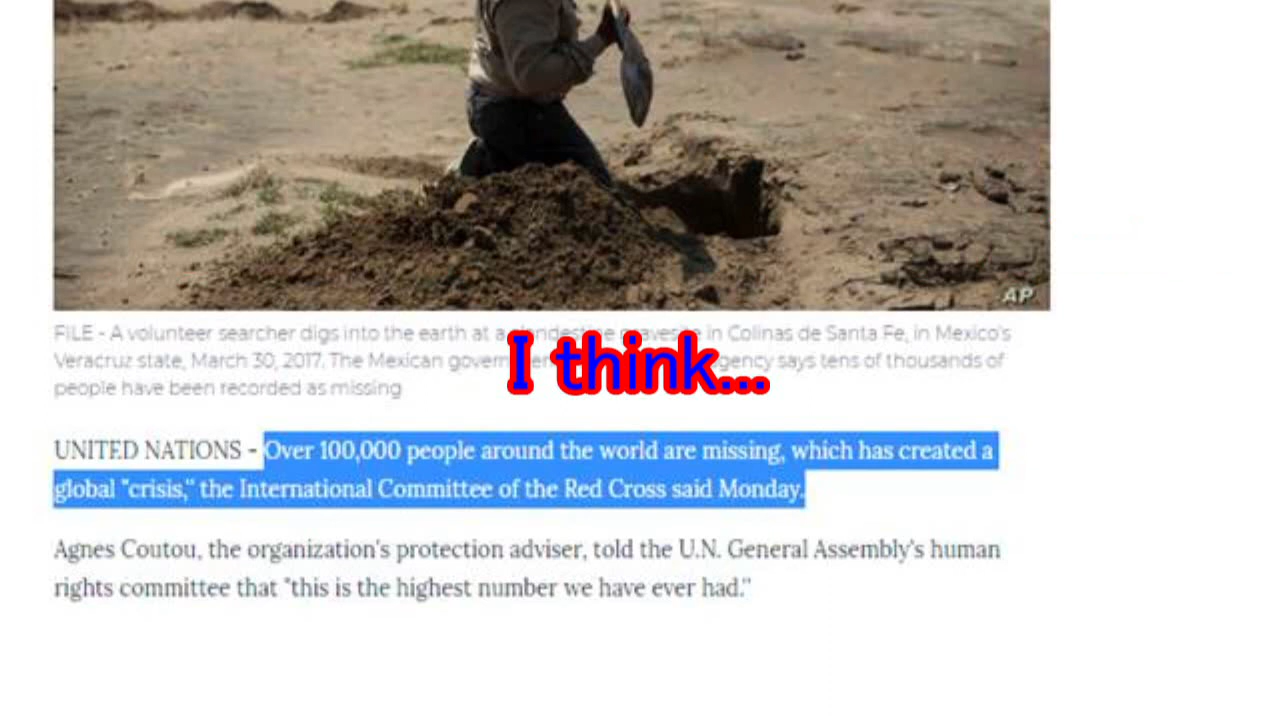 AP
FILE - A volunteer searcher digs into the earth at a clandestine gravesite in Colinas de Santa Fe, in Mexico's
Veracruz state, March 30, 2017. The Mexican govern gency says tens of thousands of
I think...
people have been recorded as missing
UNITED NATIONS - Over 100,000 people around the world are missing, which has created a
global "crisis," the International Committee of the Red Cross said Monday.
Agnes Coutou, the organization's protection adviser, told the U.N. General Assembly's human
rights committee that "this is the highest number we have ever had."